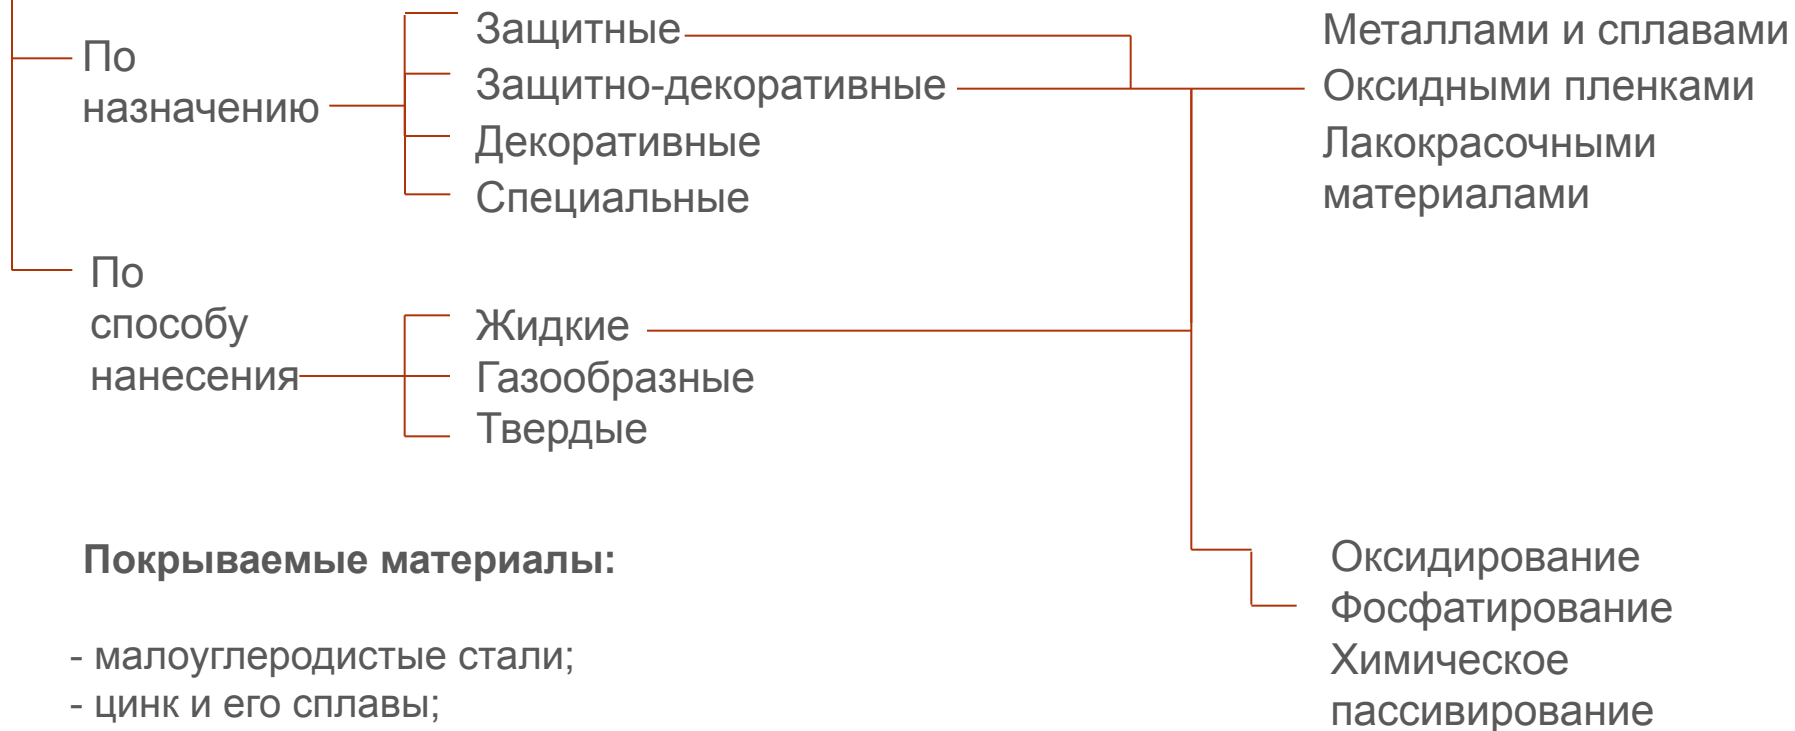 По
назначению
Защитные
Защитно-декоративные
Декоративные
Специальные
Металлами и сплавами
Оксидными пленками
Лакокрасочными
материалами
По
способу
нанесения
Жидкие
Газообразные
Твердые
Покрываемые материалы:
- малоуглеродистые стали;
- цинк и его сплавы;
Оксидирование
Фосфатирование
Химическое
пассивирование